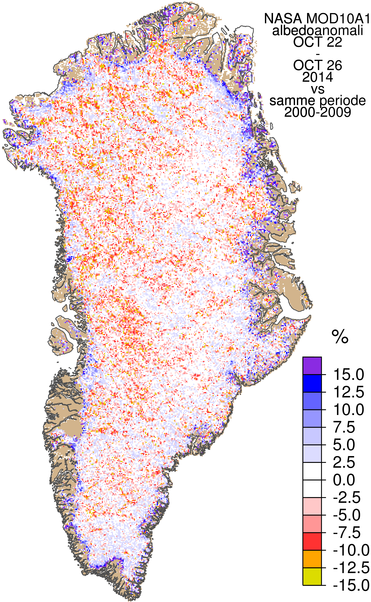 NASA MOD10A1
albedoanomali
OCT 22
-
OCT 26
2014
vs
samme periode
2000-2009
%
15.0
12.5
10.0
7.5
5.0
2.5
0.0
-2.5
-5.0
-7.5
-10.0
-12.5
-15.0